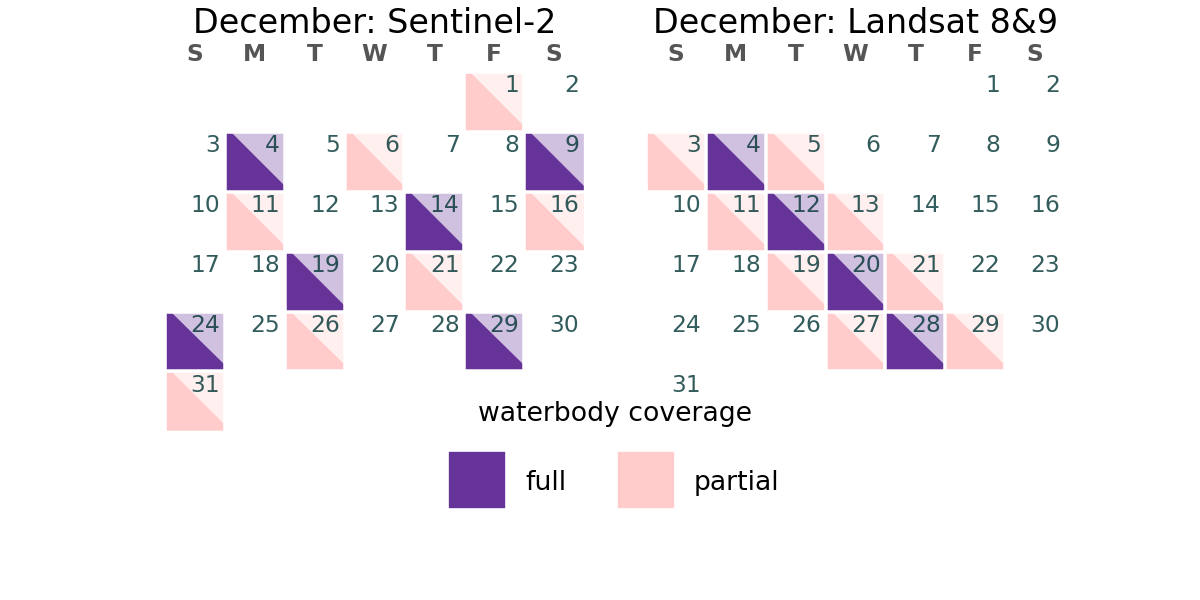 December: Sentinel-2
S M T W T F S
1 2
3 4 5 6 7 8 9
10 11 12 13 14 15 16
17 18 19 20 21 22 23
24 25 26 27 28 29 30
31
December: Landsat 8&9
S M T W T F S
1 2
3 4 5 6 7 8 9
10 11 12 13 14 15 16
17 18 19 20 21 22 23
24 25 26 27 28 29 30
31
waterbody coverage
full
partial